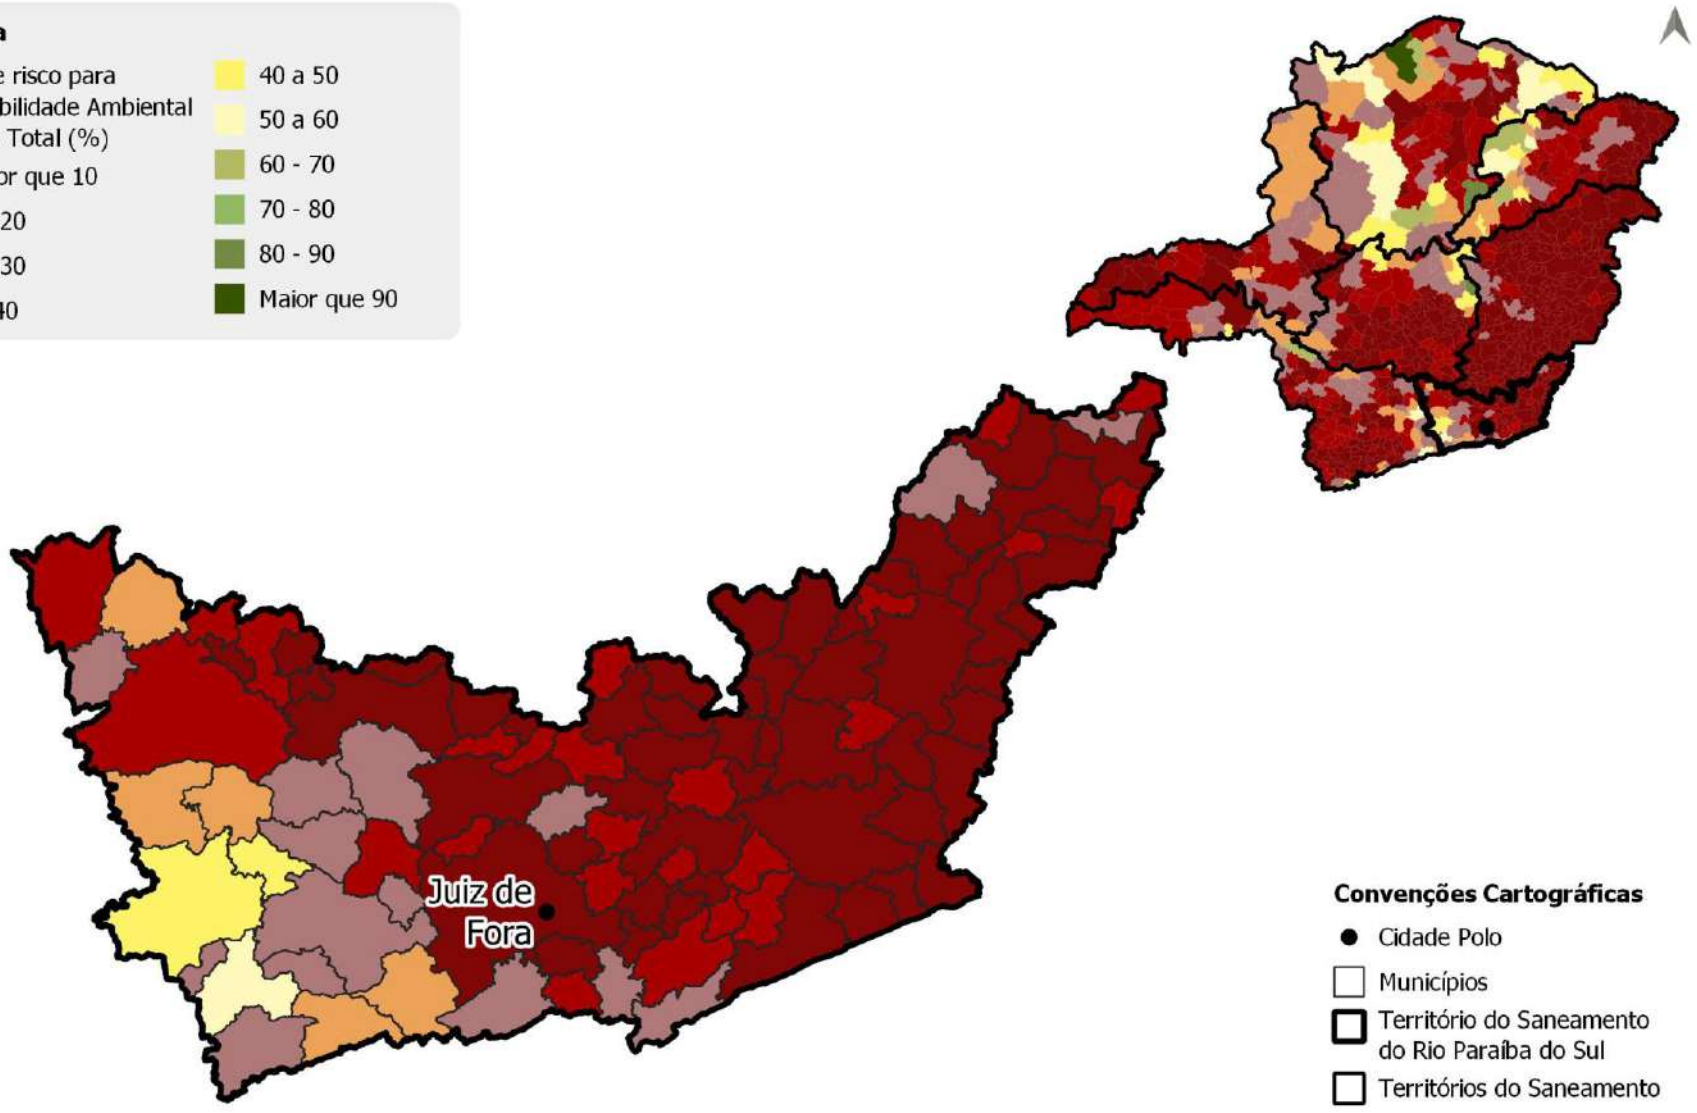 a
e risco para
bilidade Ambiental
Total (%)
or que 10
20
30
40
40 a 50
50 a 60
60 - 70
70 - 80
80 - 90
Maior que 90
Juiz de
Fora
Convenções Cartográficas
Cidade Polo
Municípios
Território do Saneamento
do Rio Paraíba do Sul
Territórios do Saneamento